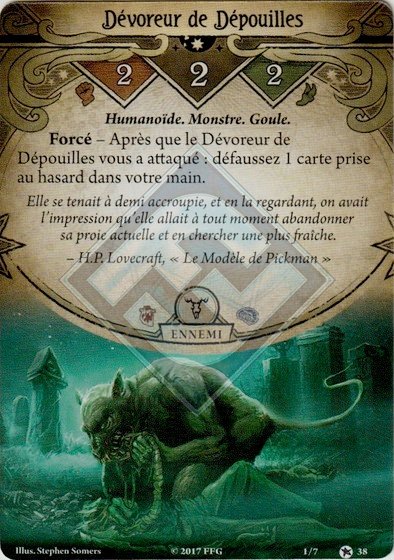 Dévoreur de Dépouilles
2 2 2
Humanoïde. Monstre. Goule.
Forcé – Après que le Dévoreur de
Dépouilles vous a attaqué : défaussez 1 carte prise
au hasard dans votre main.
Elle se tenait à demi accroupie, et en la regardant, on avait
l'impression qu'elle allait à tout moment abandonner
sa proie actuelle et en chercher une plus fraîche.
– H.P. Lovecraft, « Le Modèle de Pickman »
ENNEMI
Illus. Stephen Somers © 2017 FFG 1/7 38